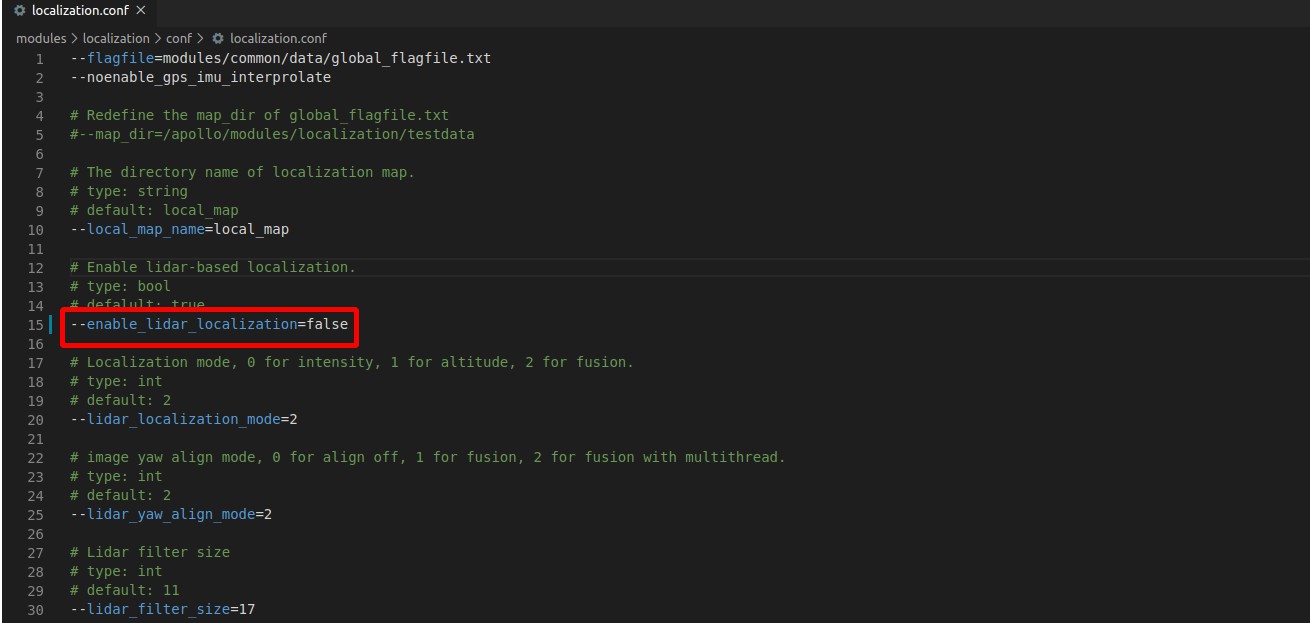 localization.conf ×
modules > localization > conf > localization.conf
1 --flagfile=modules/common/data/global_flagfile.txt
2 --noenable_gps_imu_interprolate
3
4 # Redefine the map_dir of global_flagfile.txt
5 #--map_dir=/apollo/modules/localization/testdata
6
7 # The directory name of localization map.
8 # type: string
9 # default: local_map
10 --local_map_name=local_map
11
12 # Enable lidar-based localization.
13 # type: bool
14 # defalult: true
15 --enable_lidar_localization=false
16
17 # Localization mode, 0 for intensity, 1 for altitude, 2 for fusion.
18 # type: int
19 # default: 2
20 --lidar_localization_mode=2
21
22 # image yaw align mode, 0 for align off, 1 for fusion, 2 for fusion with multithread.
23 # type: int
24 # default: 2
25 --lidar_yaw_align_mode=2
26
27 # Lidar filter size
28 # type: int
29 # default: 11
30 --lidar_filter_size=17